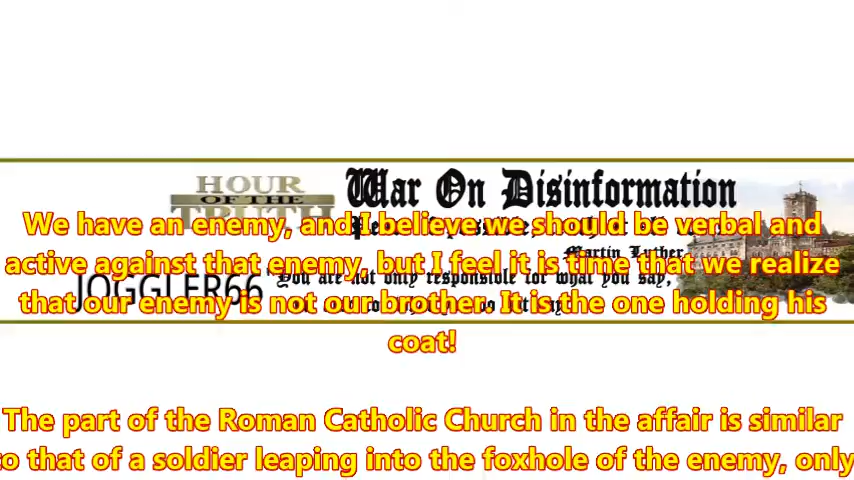 HOUR
OF THE
TRUTH
War On Disinformation
We have an enemy, and I believe we should be verbal and
Martin Luther
active against that enemy, but I feel it is time that we realize
JOGGLER66
You are not only responsible for what you say,
that our enemy is not our brother. It is the one holding his
coat!
The part of the Roman Catholic Church in the affair is similar
to that of a soldier leaping into the foxhole of the enemy, only